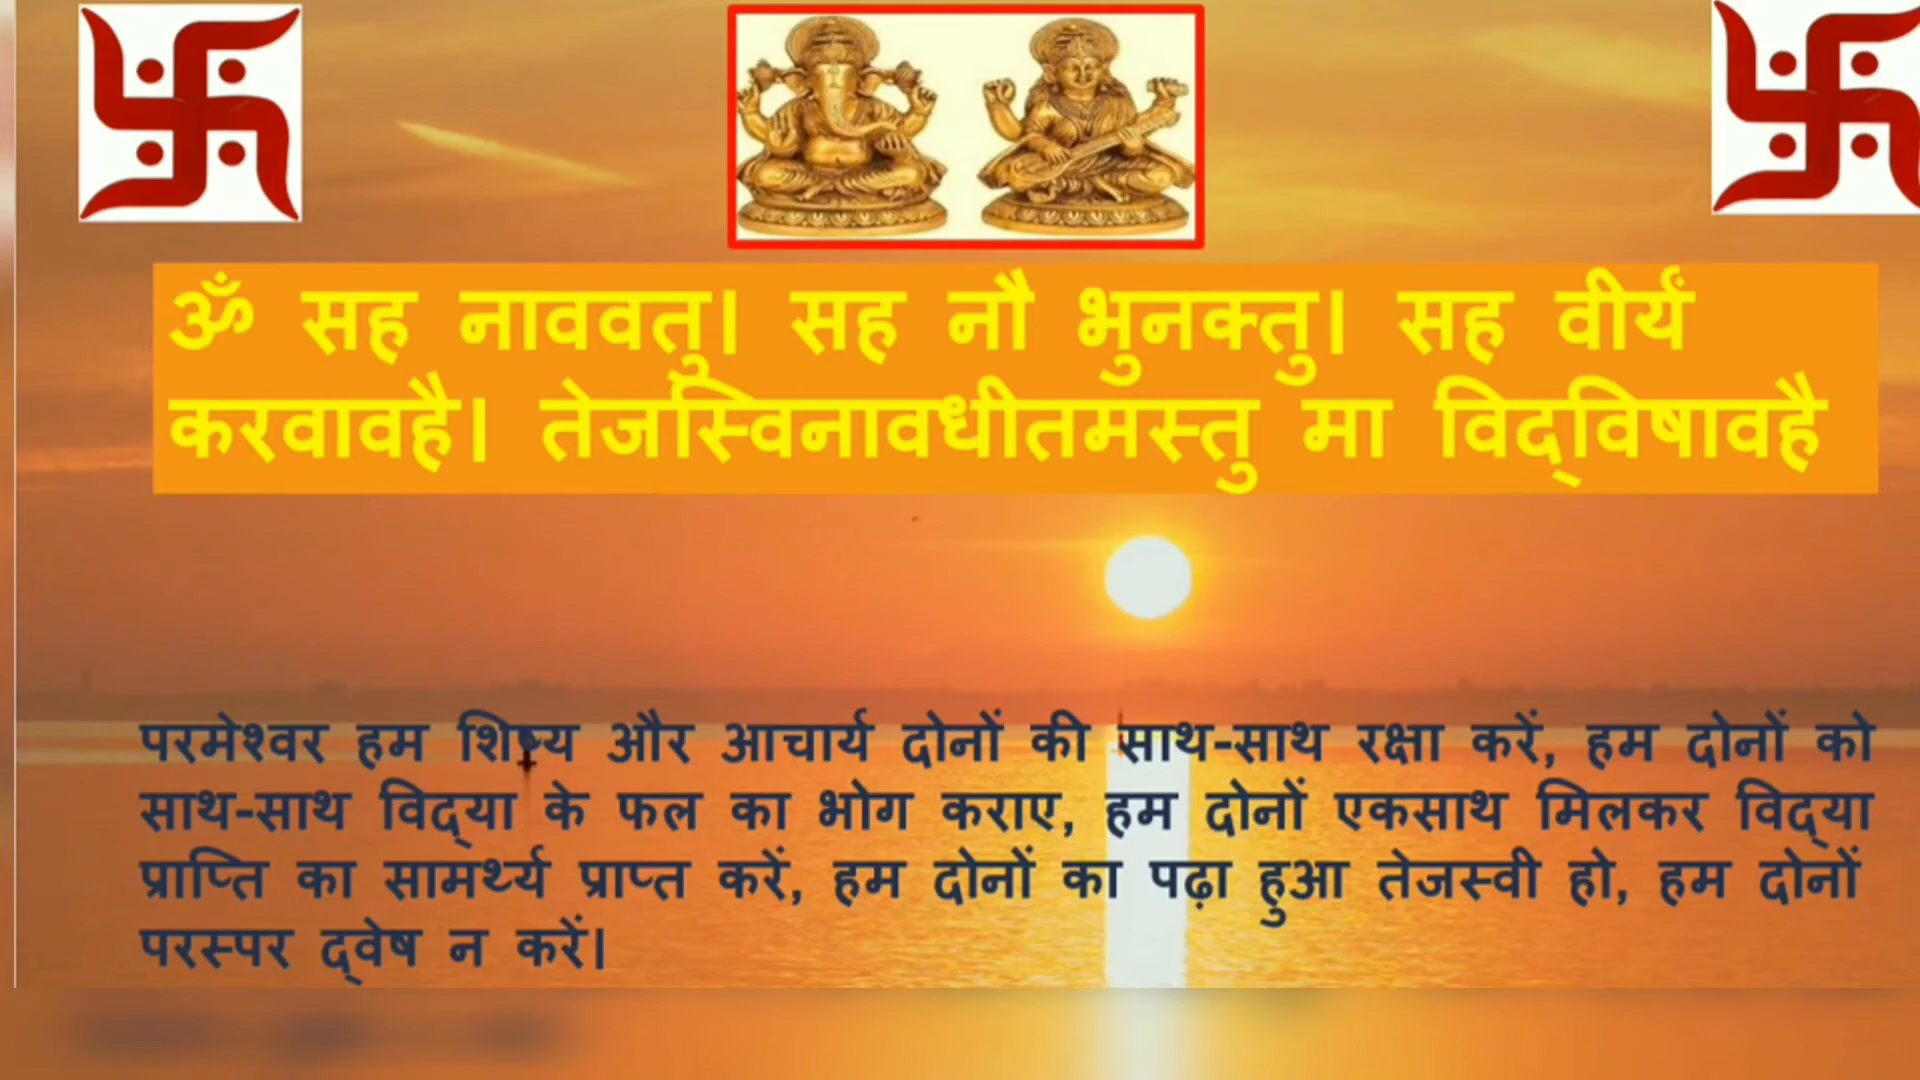 ॐ सह नाववतु। सह नौ भुनक्तु। सह वीर्यं
करवावहै। तेजस्विनावधीतमस्तु मा विद्‌विषावहै
परमेश्वर हम शिष्य और आचार्य दोनों की साथ-साथ रक्षा करें, हम दोनों को
साथ-साथ विद्‌या के फल का भोग कराए, हम दोनों एकसाथ मिलकर विद्‌या
प्राप्ति का सामर्थ्य प्राप्त करें, हम दोनों का पढ़ा हुआ तेजस्वी हो, हम दोनों
परस्पर द्‌वेष न करें।